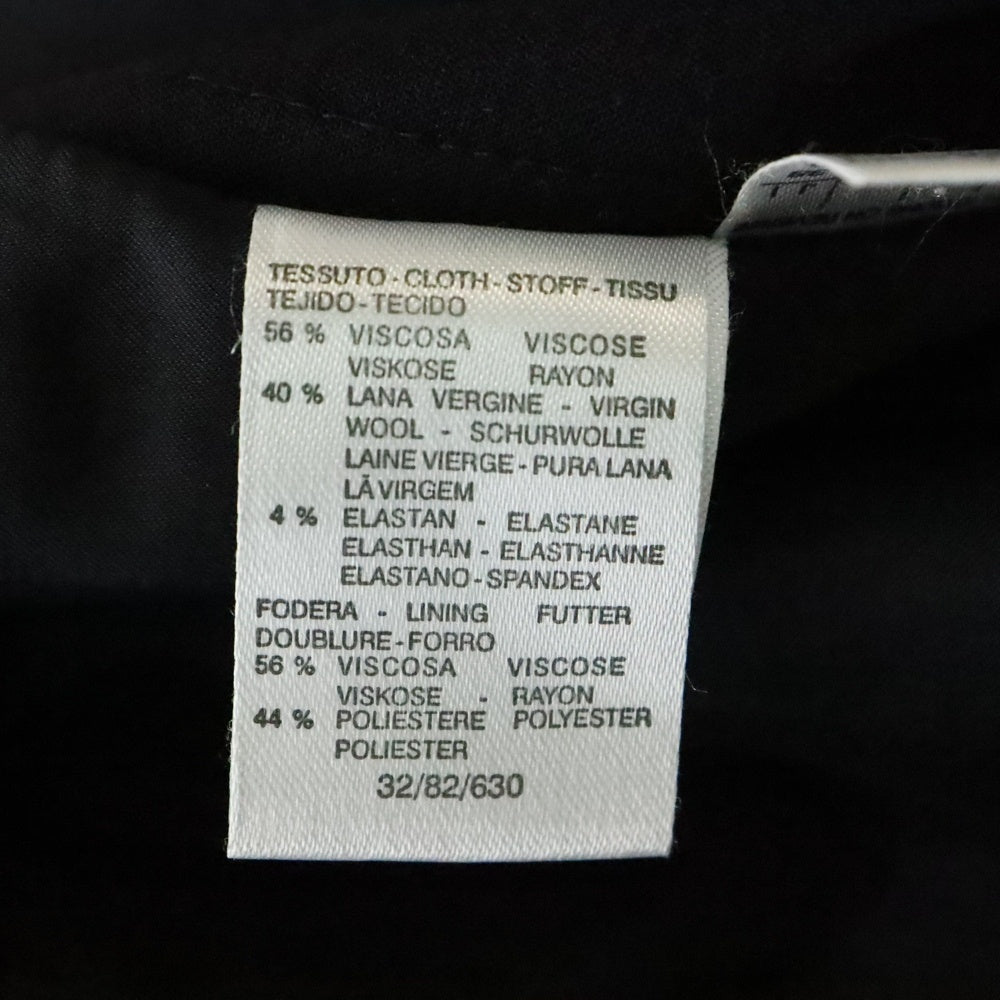 TESSUTO - CLOTH - STOFF - TISSU
TEJIDO - TECIDO
56 % VISCOSA VISCOSE
VISKOSE RAYON
40 % LANA VERGINE - VIRGIN
WOOL - SCHURWOLLE
LAINE VIERGE - PURA LANA
LÃ VIRGEM
4 % ELASTAN - ELASTANE
ELASTHAN - ELASTHANNE
ELASTANO - SPANDEX
FODERA - LINING FUTTER
DOUBLURE - FORRO
56 % VISCOSA VISCOSE
VISKOSE - RAYON
44 % POLIESTERE POLYESTER
POLIESTER
32/82/630